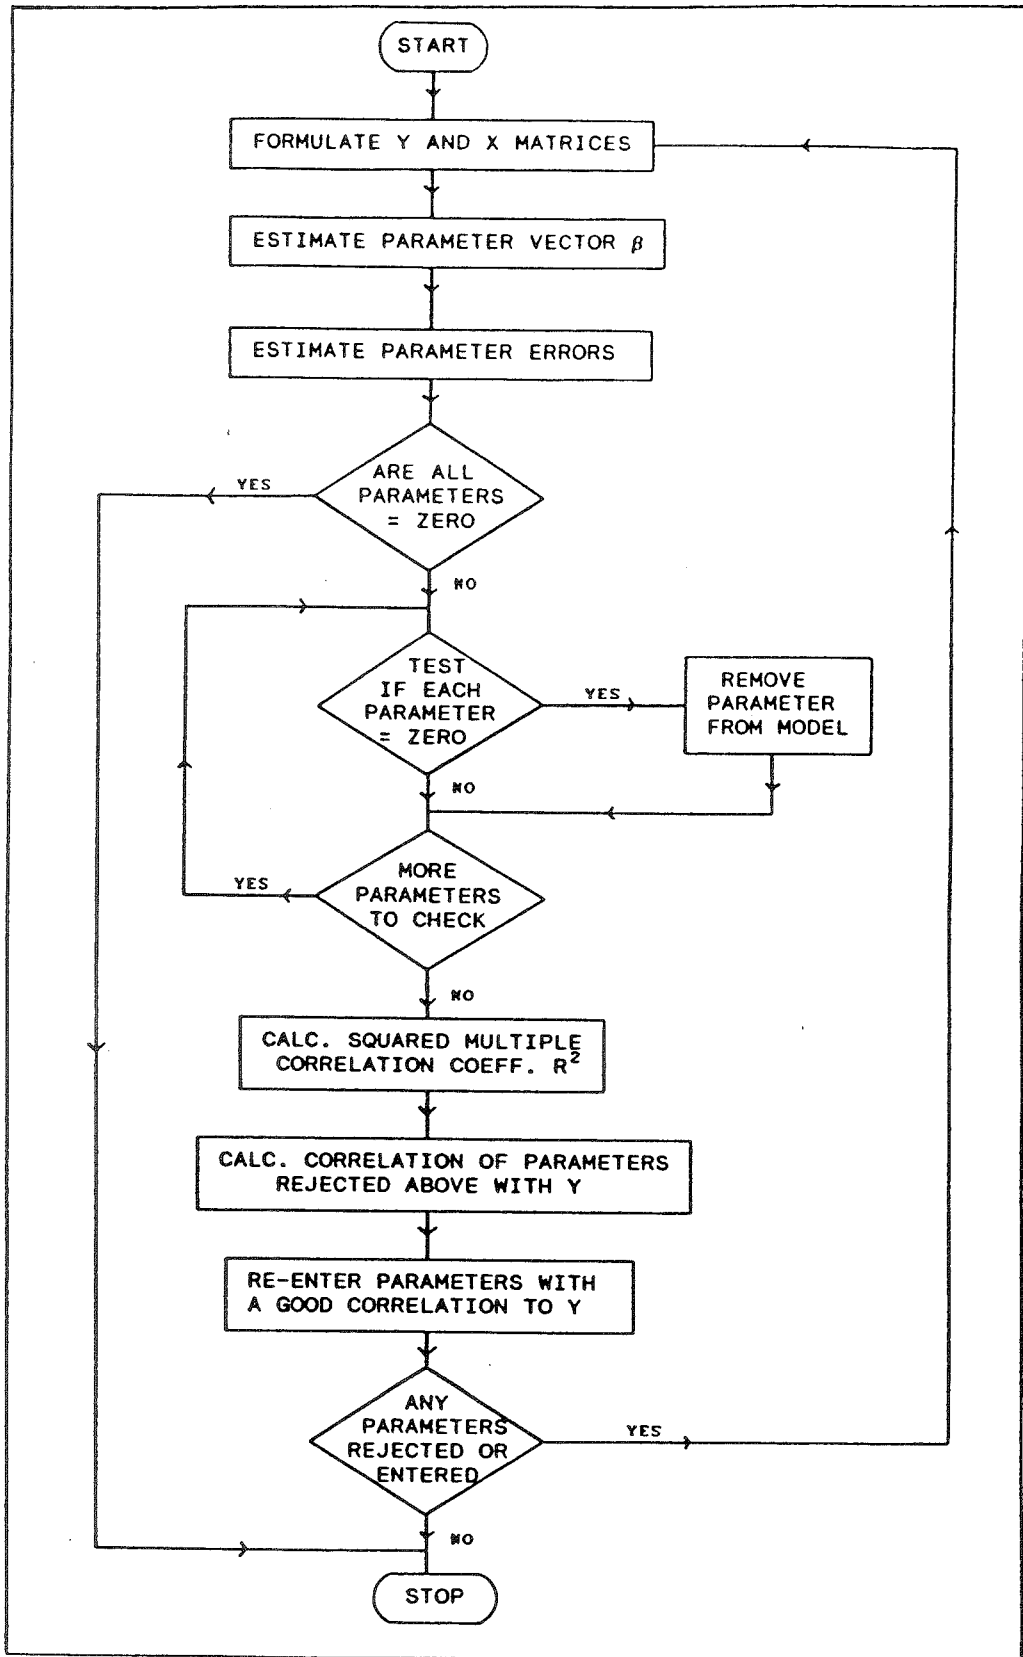 START
FORMULATE Y AND X MATRICES
ESTIMATE PARAMETER VECTOR β
ESTIMATE PARAMETER ERRORS
ARE ALL
PARAMETERS
= ZERO
YES
NO
TEST
IF EACH
PARAMETER
= ZERO
YES
REMOVE
PARAMETER
FROM MODEL
NO
MORE
PARAMETERS
TO CHECK
YES
NO
CALC. SQUARED MULTIPLE
CORRELATION COEFF. R²
CALC. CORRELATION OF PARAMETERS
REJECTED ABOVE WITH Y
RE-ENTER PARAMETERS WITH
A GOOD CORRELATION TO Y
ANY
PARAMETERS
REJECTED OR
ENTERED
YES
NO
STOP